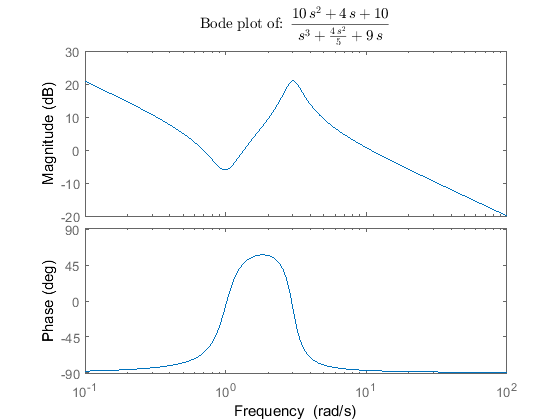 Bode plot of: \frac{10 s^2 + 4 s + 10}{s^3 + \frac{4 s^2}{5} + 9 s}
30
20
10
0
-10
-20
Magnitude (dB)
90
45
0
-45
-90
Phase (deg)
10^{-1} 10^0 10^1 10^2
Frequency (rad/s)